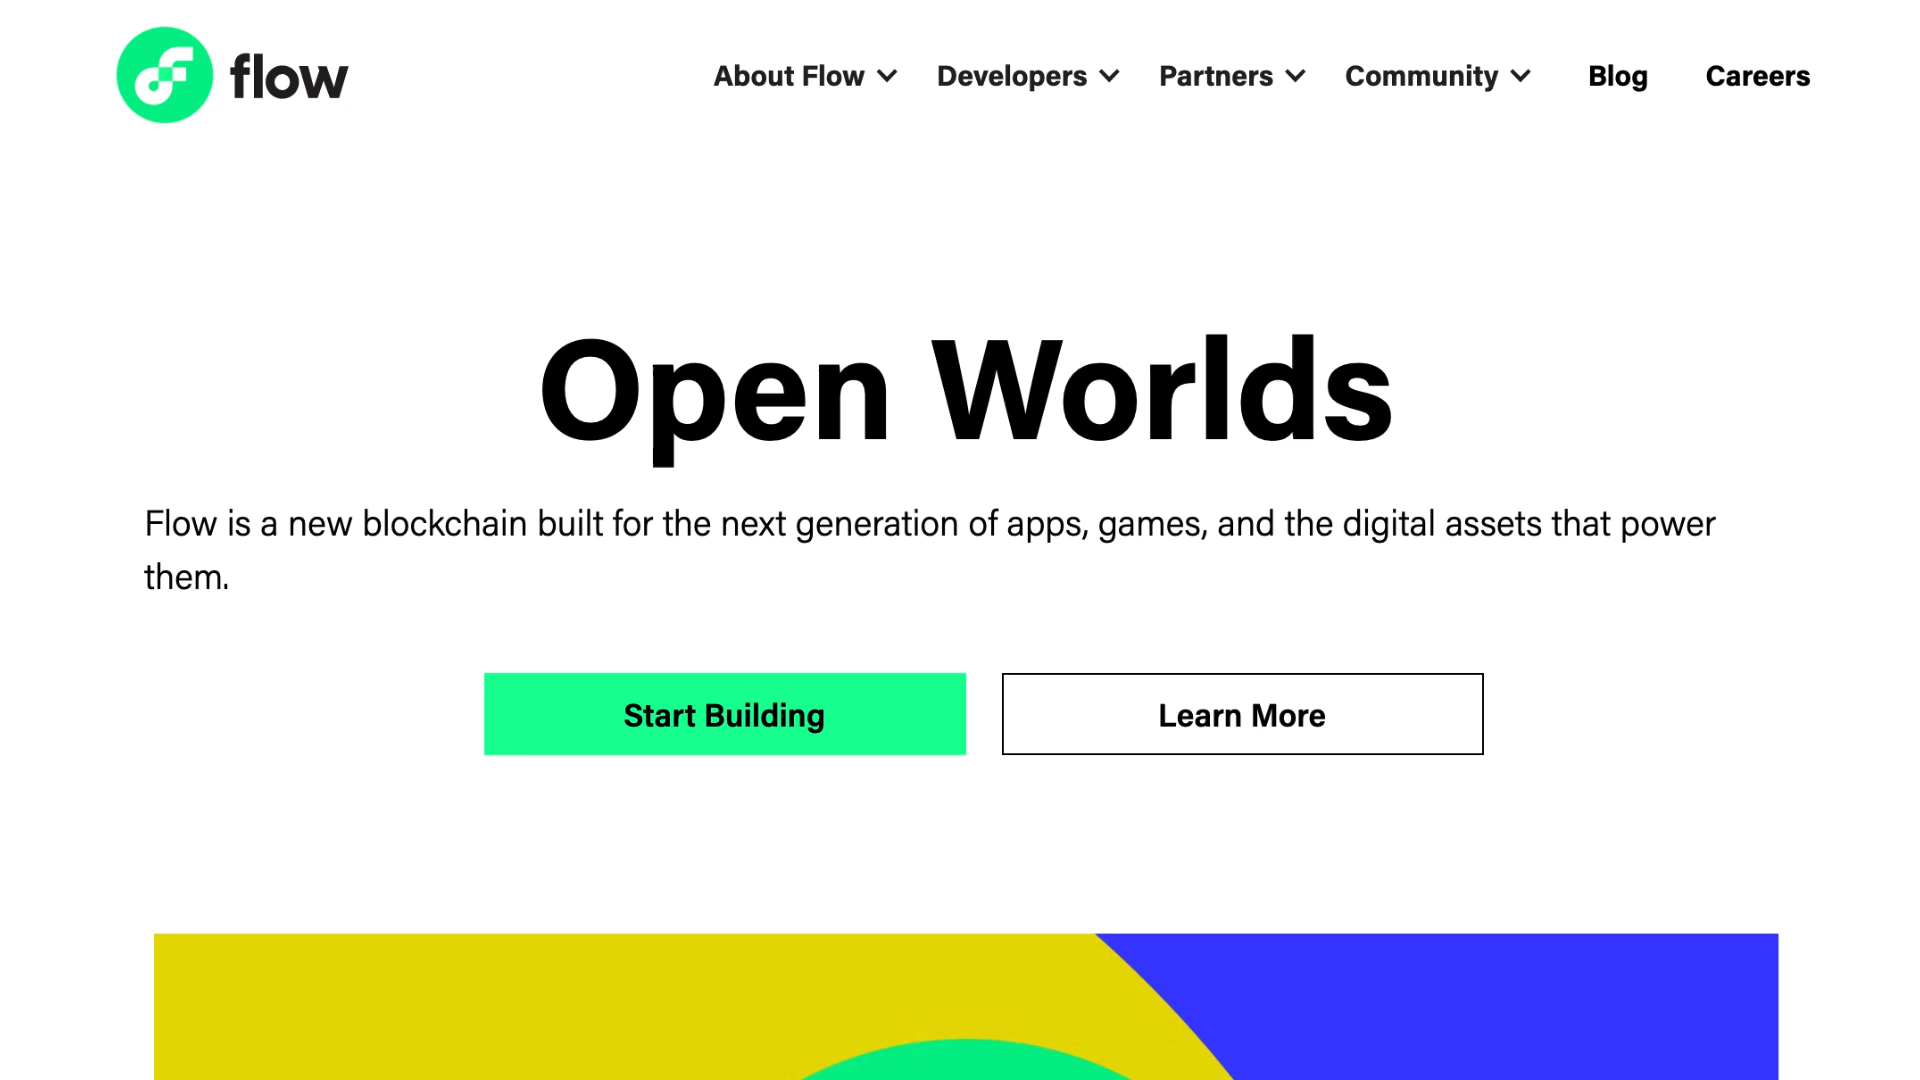 flow
About Flow Developers Partners Community Blog Careers
Open Worlds
Flow is a new blockchain built for the next generation of apps, games, and the digital assets that power
them.
Start Building Learn More